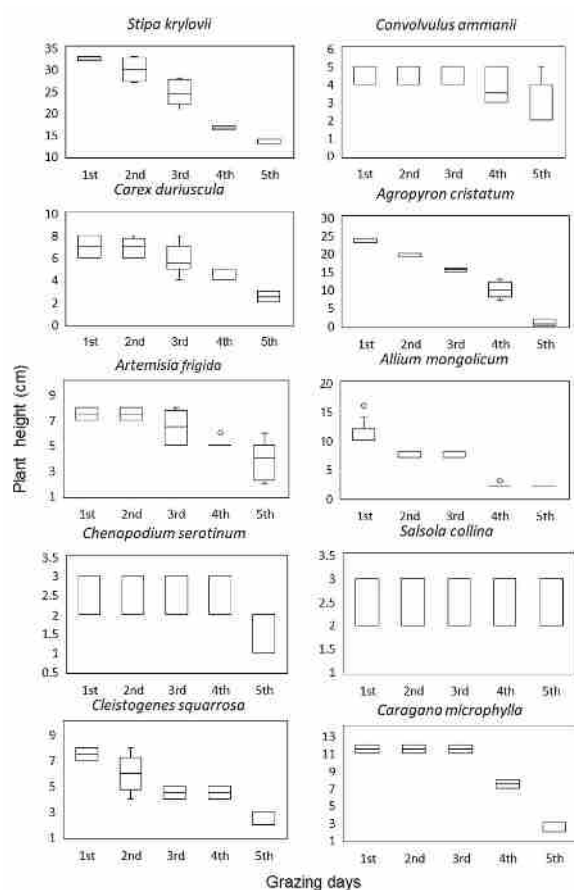 Stipa krylovii Convolvulus ammanii
35 30 25 20 15 10
6 5 4 3 2 1 0
1st 2nd 3rd 4th 5th 1st 2nd 3rd 4th 5th
Carex duriuscula Agropyron cristatum
10 8 6 4 2 0
30 25 20 15 10 5 0
1st 2nd 3rd 4th 5th 1st 2nd 3rd 4th 5th
Artemisia frigida Allium mongolicum
9 7 5 3 1
20 15 10 5 0
1st 2nd 3rd 4th 5th 1st 2nd 3rd 4th 5th
Chenopodium serotinum Salsola collina
3.5 3 2.5 2 1.5 1 0.5
3.5 3 2.5 2 1.5 1
1st 2nd 3rd 4th 5th 1st 2nd 3rd 4th 5th
Cleistogenes squarrosa Caragana microphylla
9 7 5 3 1
13 11 9 7 5 3 1
1st 2nd 3rd 4th 5th 1st 2nd 3rd 4th 5th
Plant height (cm)
Grazing days